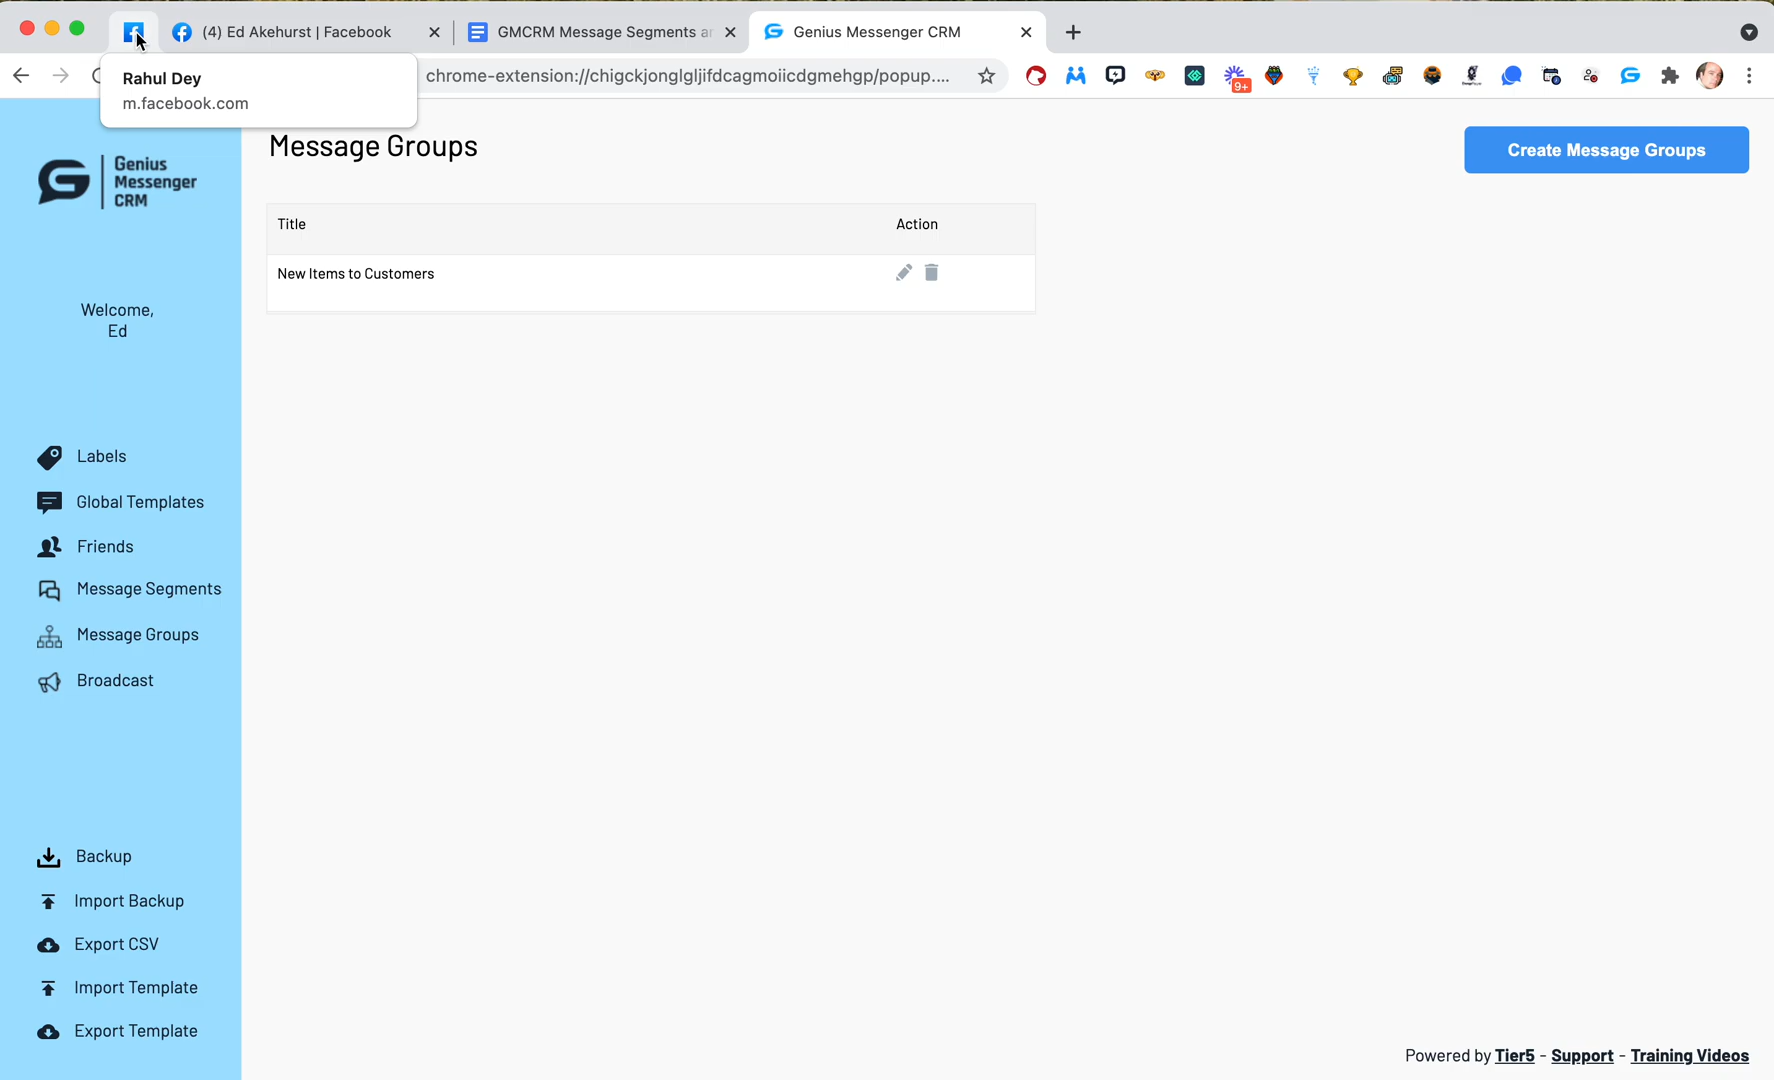 (4) Ed Akehurst | Facebook
GMCRM Message Segments a
Genius Messenger CRM
chrome-extension://chigckjonglgljifdcagmoiicdgmehgp/popup....
9+
Rahul Dey
m.facebook.com
Genius
Messenger
CRM
Welcome,
Ed
Labels
Global Templates
Friends
Message Segments
Message Groups
Broadcast
Backup
Import Backup
Export CSV
Import Template
Export Template
Message Groups
Create Message Groups
Title Action
New Items to Customers
Powered by Tier5 - Support - Training Videos